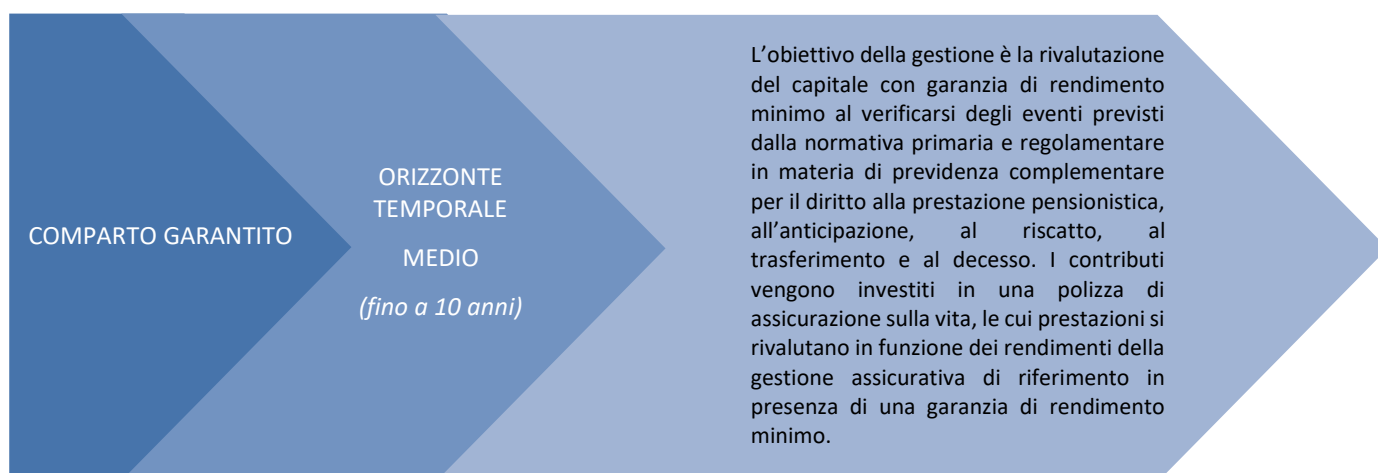 COMPARTO GARANTITO
ORIZZONTE
TEMPORALE
MEDIO
(fino a 10 anni)
L’obiettivo della gestione è la rivalutazione
del capitale con garanzia di rendimento
minimo al verificarsi degli eventi previsti
dalla normativa primaria e regolamentare
in materia di previdenza complementare
per il diritto alla prestazione pensionistica,
all’anticipazione, al riscatto, al
trasferimento e al decesso. I contributi
vengono investiti in una polizza di
assicurazione sulla vita, le cui prestazioni si
rivalutano in funzione dei rendimenti della
gestione assicurativa di riferimento in
presenza di una garanzia di rendimento
minimo.